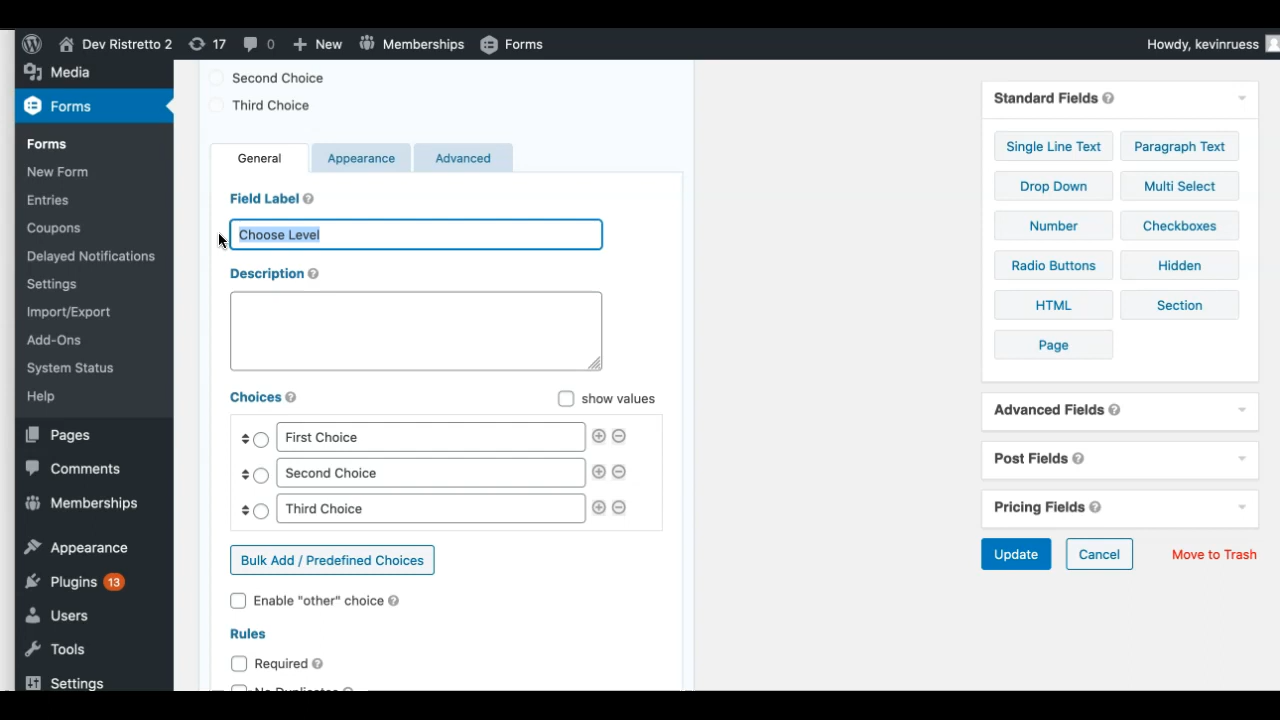 Dev Ristretto 2 17 0 New Memberships Forms Howdy, kevinruess
Media
Forms
Forms
New Form
Entries
Coupons
Delayed Notifications
Settings
Import/Export
Add-Ons
System Status
Help
Pages
Comments
Memberships
Appearance
Plugins 13
Users
Tools
Settings
Second Choice
Third Choice
General Appearance Advanced
Field Label ?
Choose Level
Description ?
Choices ? show values
First Choice
Second Choice
Third Choice
Bulk Add / Predefined Choices
Enable "other" choice ?
Rules
Required ?
No Duplicates ?
Standard Fields ?
Single Line Text Paragraph Text
Drop Down Multi Select
Number Checkboxes
Radio Buttons Hidden
HTML Section
Page
Advanced Fields ?
Post Fields ?
Pricing Fields ?
Update Cancel Move to Trash